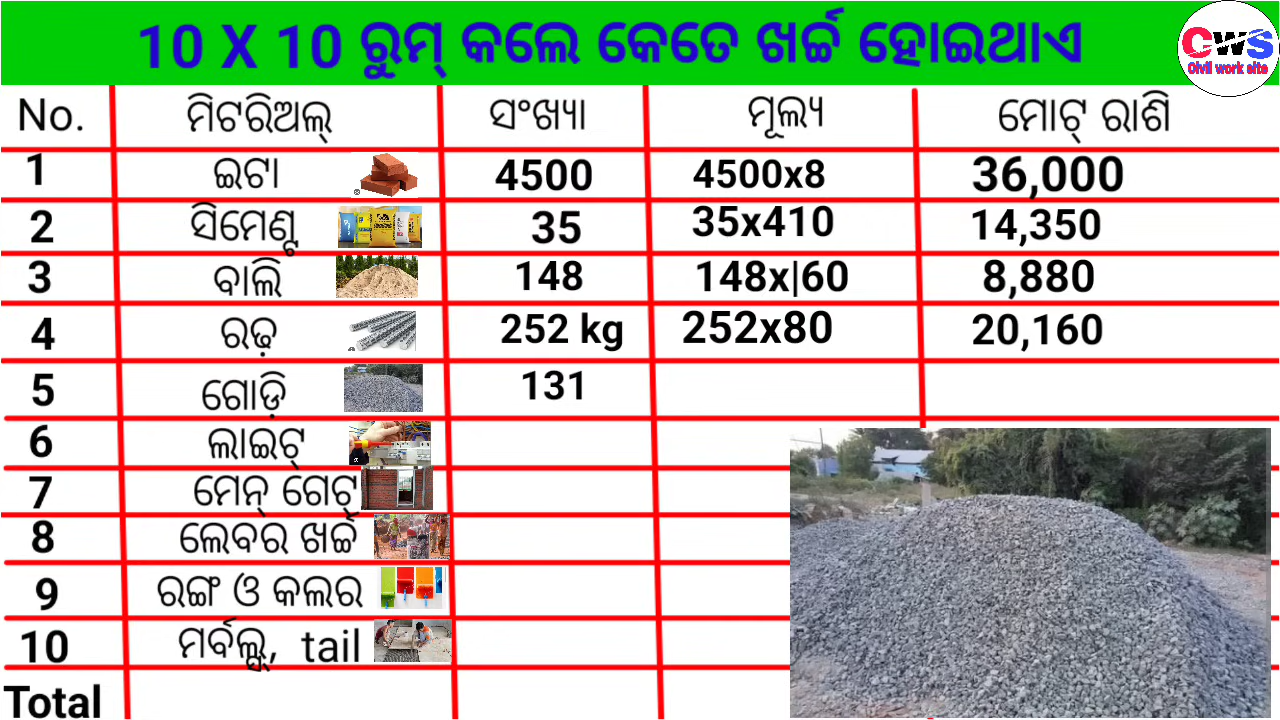 10 X 10 ରୁମ୍ କଲେ କେତେ ଖର୍ଚ୍ଚ ହୋଇଥାଏ
CWS
Civil work site
No. ମିଟରିଅଲ୍ ସଂଖ୍ୟା ମୂଲ୍ୟ ମୋଟ୍ ରାଶି
1 ଇଟା 4500 4500x8 36,000
2 ସିମେଣ୍ଟ 35 35x410 14,350
3 ବାଲି 148 148x|60 8,880
4 ରଢ଼ 252 kg 252x80 20,160
5 ଗୋଡ଼ି 131
6 ଲାଇଟ୍
7 ମେନ୍ ଗେଟ୍
8 ଲେବର ଖର୍ଚ୍ଚ
9 ରଙ୍ଗ ଓ କଲର
10 ମର୍ବଲ୍ସ, tail
Total